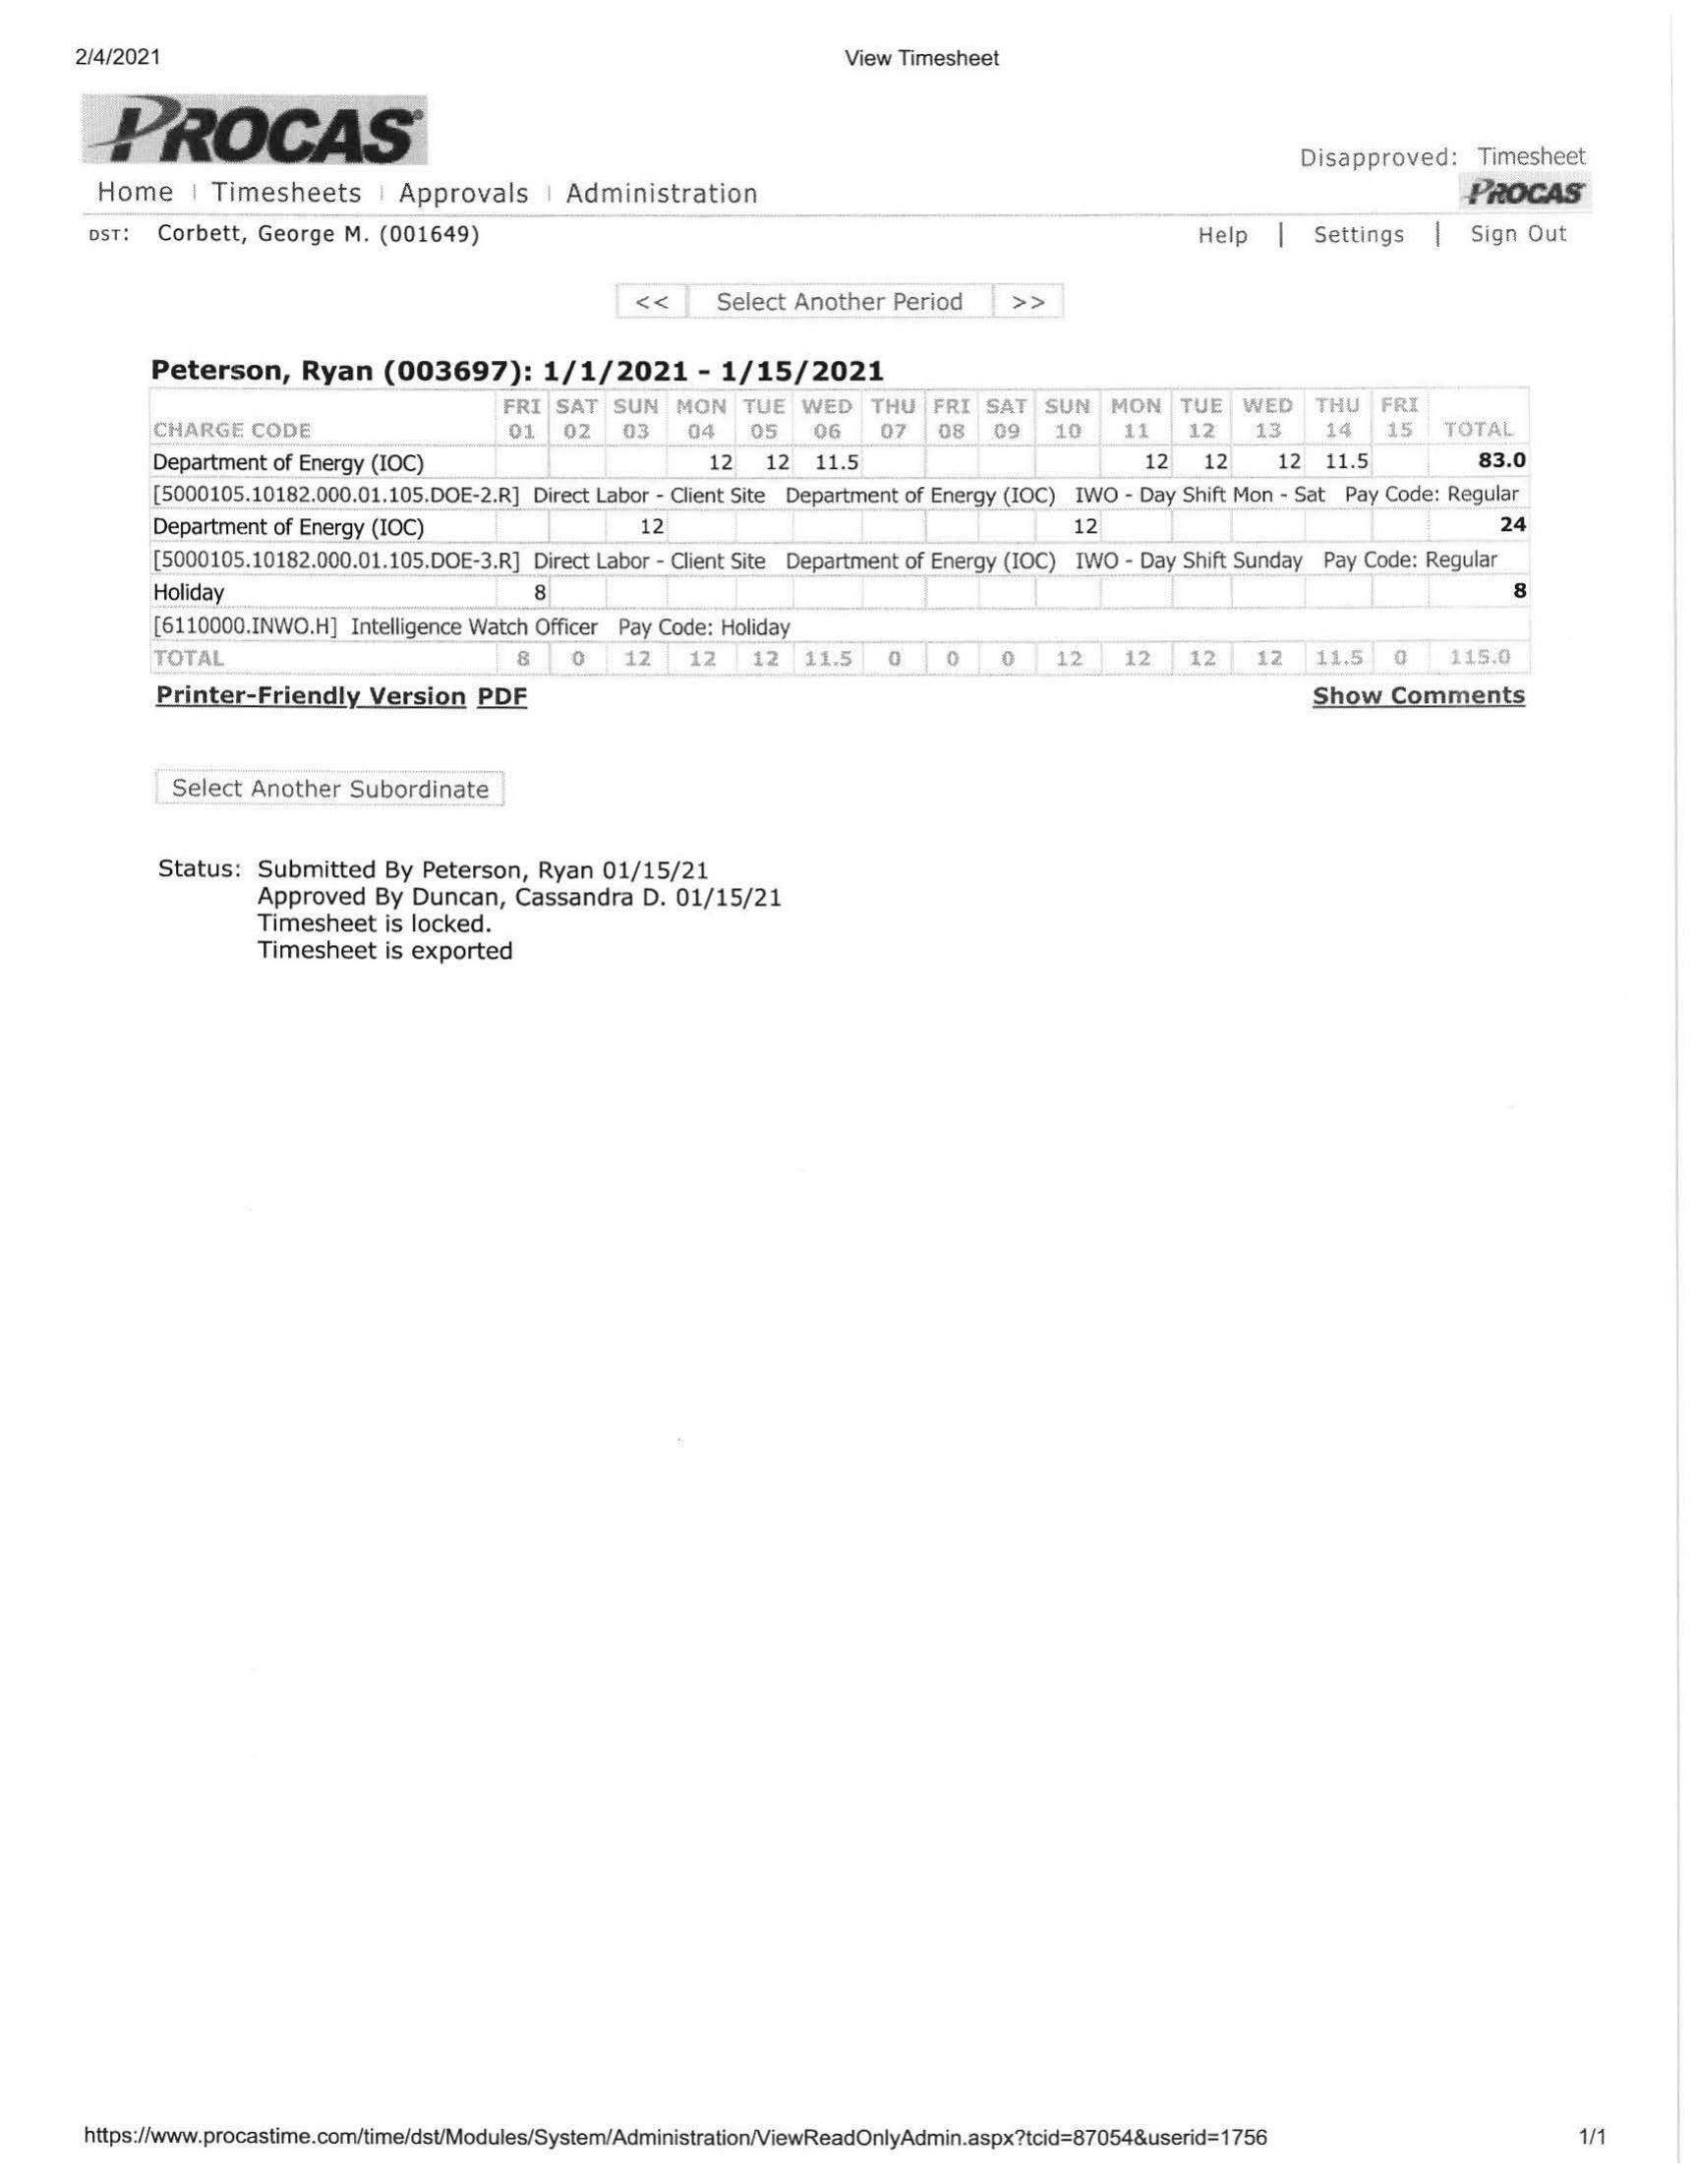 2/4/2021 View Timesheet
PROCAS
Disapproved: Timesheet
Home | Timesheets | Approvals | Administration
PROCAS
DST: Corbett, George M. (001649) Help | Settings | Sign Out
<< Select Another Period >>
Peterson, Ryan (003697): 1/1/2021 - 1/15/2021
FRI SAT SUN MON TUE WED THU FRI SAT SUN MON TUE WED THU FRI
CHARGE CODE 01 02 03 04 05 06 07 08 09 10 11 12 13 14 15 TOTAL
Department of Energy (IOC) 12 12 11.5 12 12 12 11.5 83.0
[5000105.10182.000.01.105.DOE-2.R] Direct Labor - Client Site Department of Energy (IOC) IWO - Day Shift Mon - Sat Pay Code: Regular
Department of Energy (IOC) 12 12 24
[5000105.10182.000.01.105.DOE-3.R] Direct Labor - Client Site Department of Energy (IOC) IWO - Day Shift Sunday Pay Code: Regular
Holiday 8 8
[6110000.INWO.H] Intelligence Watch Officer Pay Code: Holiday
TOTAL 8 0 12 12 12 11.5 0 0 0 12 12 12 12 11.5 0 115.0
Printer-Friendly Version PDF Show Comments
Select Another Subordinate
Status: Submitted By Peterson, Ryan 01/15/21
Approved By Duncan, Cassandra D. 01/15/21
Timesheet is locked.
Timesheet is exported
https://www.procastime.com/time/dst/Modules/System/Administration/ViewReadOnlyAdmin.aspx?tcid=87054&userid=1756 1/1